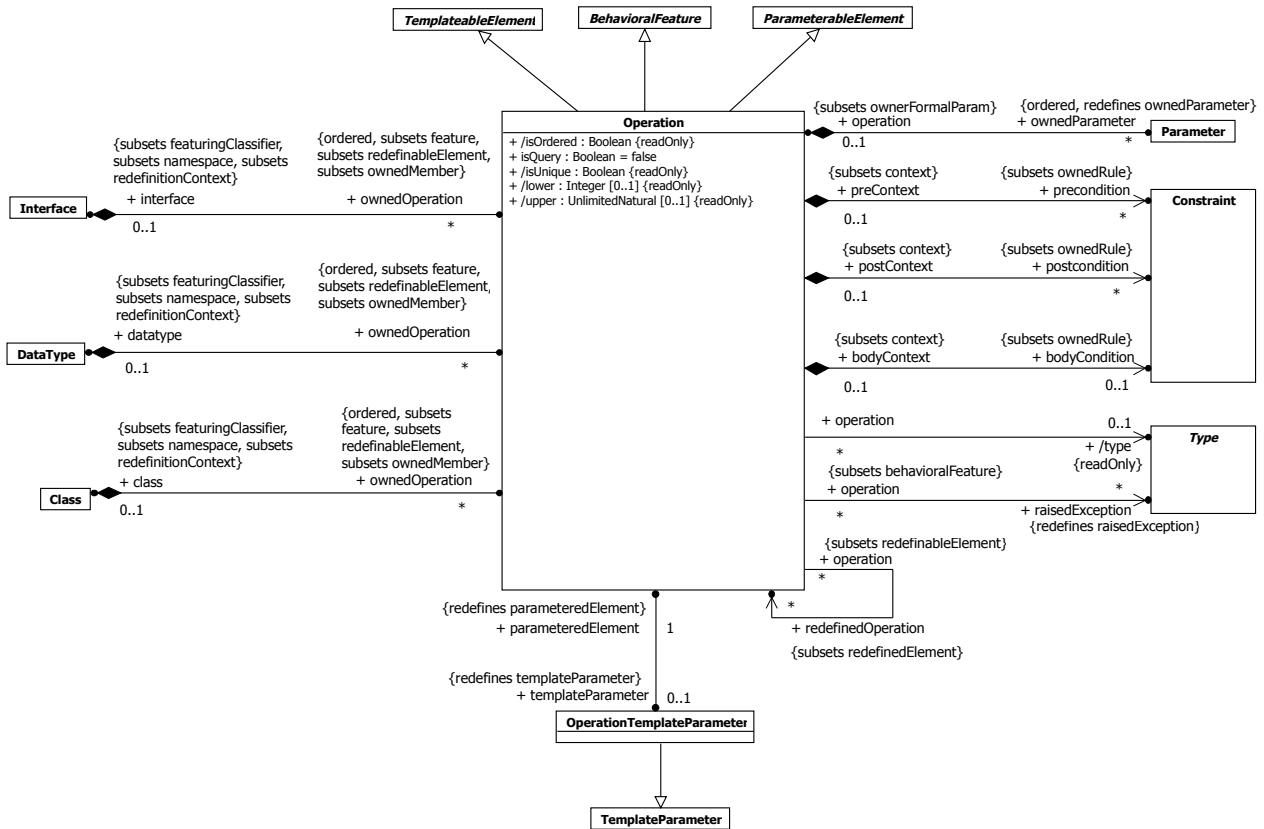 TemplateableElement
BehavioralFeature
ParameterableElement
Operation
+ /isOrdered : Boolean {readOnly}
+ isQuery : Boolean = false
+ /isUnique : Boolean {readOnly}
+ /lower : Integer [0..1] {readOnly}
+ /upper : UnlimitedNatural [0..1] {readOnly}
{subsets featuringClassifier,
subsets namespace, subsets
redefinitionContext}
+ interface
0..1
Interface
{ordered, subsets feature,
subsets redefinableElement,
subsets ownedMember}
+ ownedOperation
*
{subsets featuringClassifier,
subsets namespace, subsets
redefinitionContext}
+ datatype
0..1
DataType
{ordered, subsets feature,
subsets redefinableElement,
subsets ownedMember}
+ ownedOperation
*
{subsets featuringClassifier,
subsets namespace, subsets
redefinitionContext}
+ class
0..1
Class
{ordered, subsets
feature, subsets
redefinableElement,
subsets ownedMember}
+ ownedOperation
*
{subsets ownerFormalParam}
+ operation
0..1
{ordered, redefines ownedParameter}
+ ownedParameter
*
Parameter
{subsets context}
+ preContext
0..1
{subsets ownedRule}
+ precondition
*
Constraint
{subsets context}
+ postContext
0..1
{subsets ownedRule}
+ postcondition
*
{subsets context}
+ bodyContext
0..1
{subsets ownedRule}
+ bodyCondition
0..1
+ operation
*
0..1
+ /type
{readOnly}
Type
{subsets behavioralFeature}
+ operation
*
*
+ raisedException
{redefines raisedException}
{subsets redefinableElement}
+ operation
*
*
+ redefinedOperation
{subsets redefinedElement}
{redefines parameteredElement}
+ parameteredElement
1
{redefines templateParameter}
+ templateParameter
0..1
OperationTemplateParameter
TemplateParameter